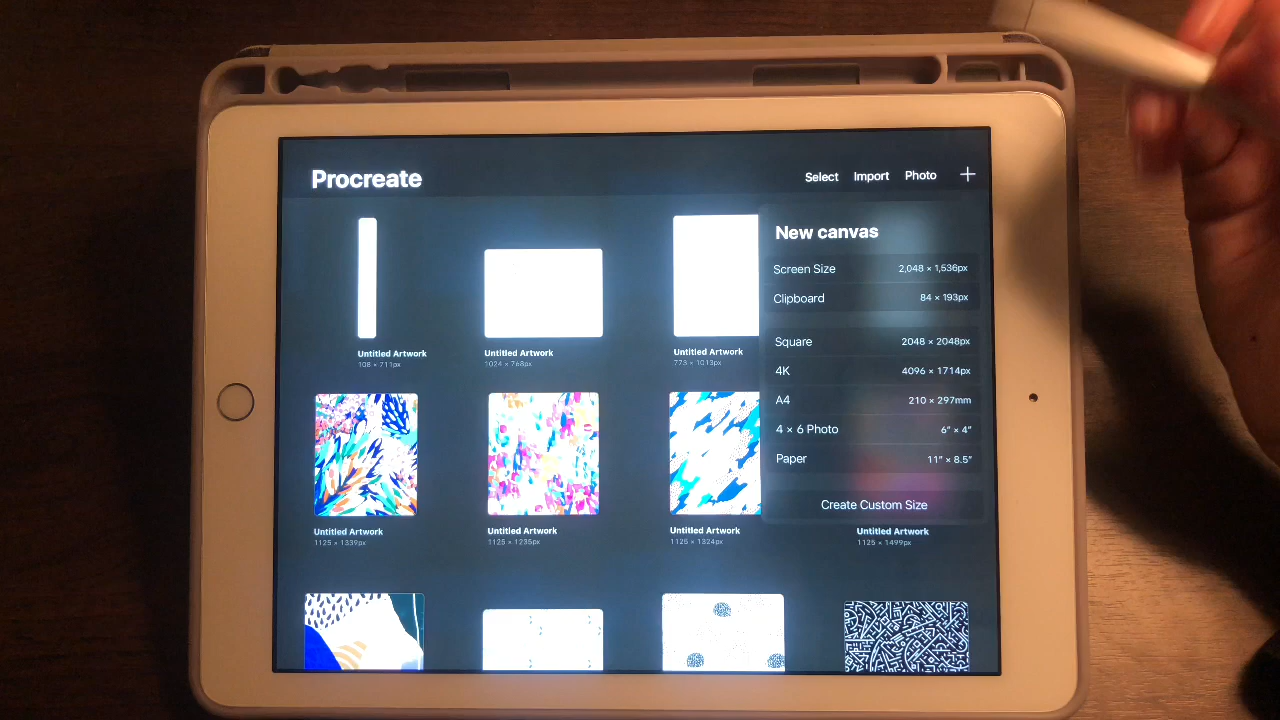 Procreate
Select Import Photo +
New canvas
Screen Size 2,048 × 1,536px
Clipboard 84 × 193px
Square 2048 × 2048px
4K 4096 × 1714px
A4 210 × 297mm
4 × 6 Photo 6" × 4"
Paper 11" × 8.5"
Create Custom Size
Untitled Artwork
108 × 711px
Untitled Artwork
1024 × 768px
Untitled Artwork
773 × 1013px
Untitled Artwork
1125 × 1339px
Untitled Artwork
1125 × 1235px
Untitled Artwork
1125 × 1324px
Untitled Artwork
1125 × 1499px